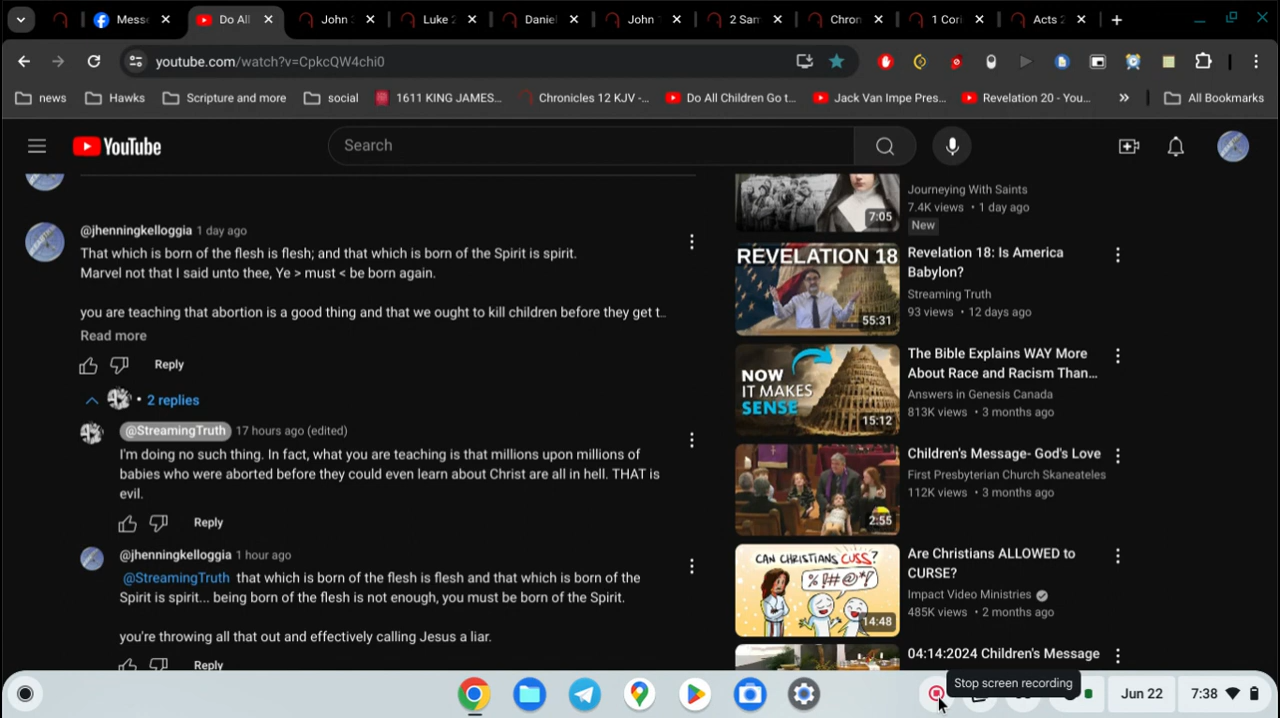 Mess
Do All
John
Luke
Daniel
John
2 Sam
Chron
1 Cori
Acts
youtube.com/watch?v=CpkcQW4chi0
news
Hawks
Scripture and more
social
1611 KING JAMES...
Chronicles 12 KJV -...
Do All Children Go t...
Jack Van Impe Pres...
Revelation 20 - You...
All Bookmarks
YouTube
Search
@jhenningkelloggia 1 day ago
That which is born of the flesh is flesh; and that which is born of the Spirit is spirit.
Marvel not that I said unto thee, Ye > must < be born again.
you are teaching that abortion is a good thing and that we ought to kill children before they get t...
Read more
Reply
• 2 replies
@StreamingTruth 17 hours ago (edited)
I'm doing no such thing. In fact, what you are teaching is that millions upon millions of
babies who were aborted before they could even learn about Christ are all in hell. THAT is
evil.
Reply
@jhenningkelloggia 1 hour ago
@StreamingTruth that which is born of the flesh is flesh and that which is born of the
Spirit is spirit... being born of the flesh is not enough, you must be born of the Spirit.
you're throwing all that out and effectively calling Jesus a liar.
Reply
7:05
Journeying With Saints
7.4K views • 1 day ago
New
REVELATION 18
55:31
Revelation 18: Is America
Babylon?
Streaming Truth
93 views • 12 days ago
NOW
IT MAKES
SENSE
15:12
The Bible Explains WAY More
About Race and Racism Than...
Answers in Genesis Canada
813K views • 3 months ago
2:55
Children's Message- God's Love
First Presbyterian Church Skaneateles
112K views • 3 months ago
CAN CHRISTIANS CUSS?
%!#@*!
14:48
Are Christians ALLOWED to
CURSE?
Impact Video Ministries
485K views • 2 months ago
04:14:2024 Children's Message
Stop screen recording
Jun 22
7:38